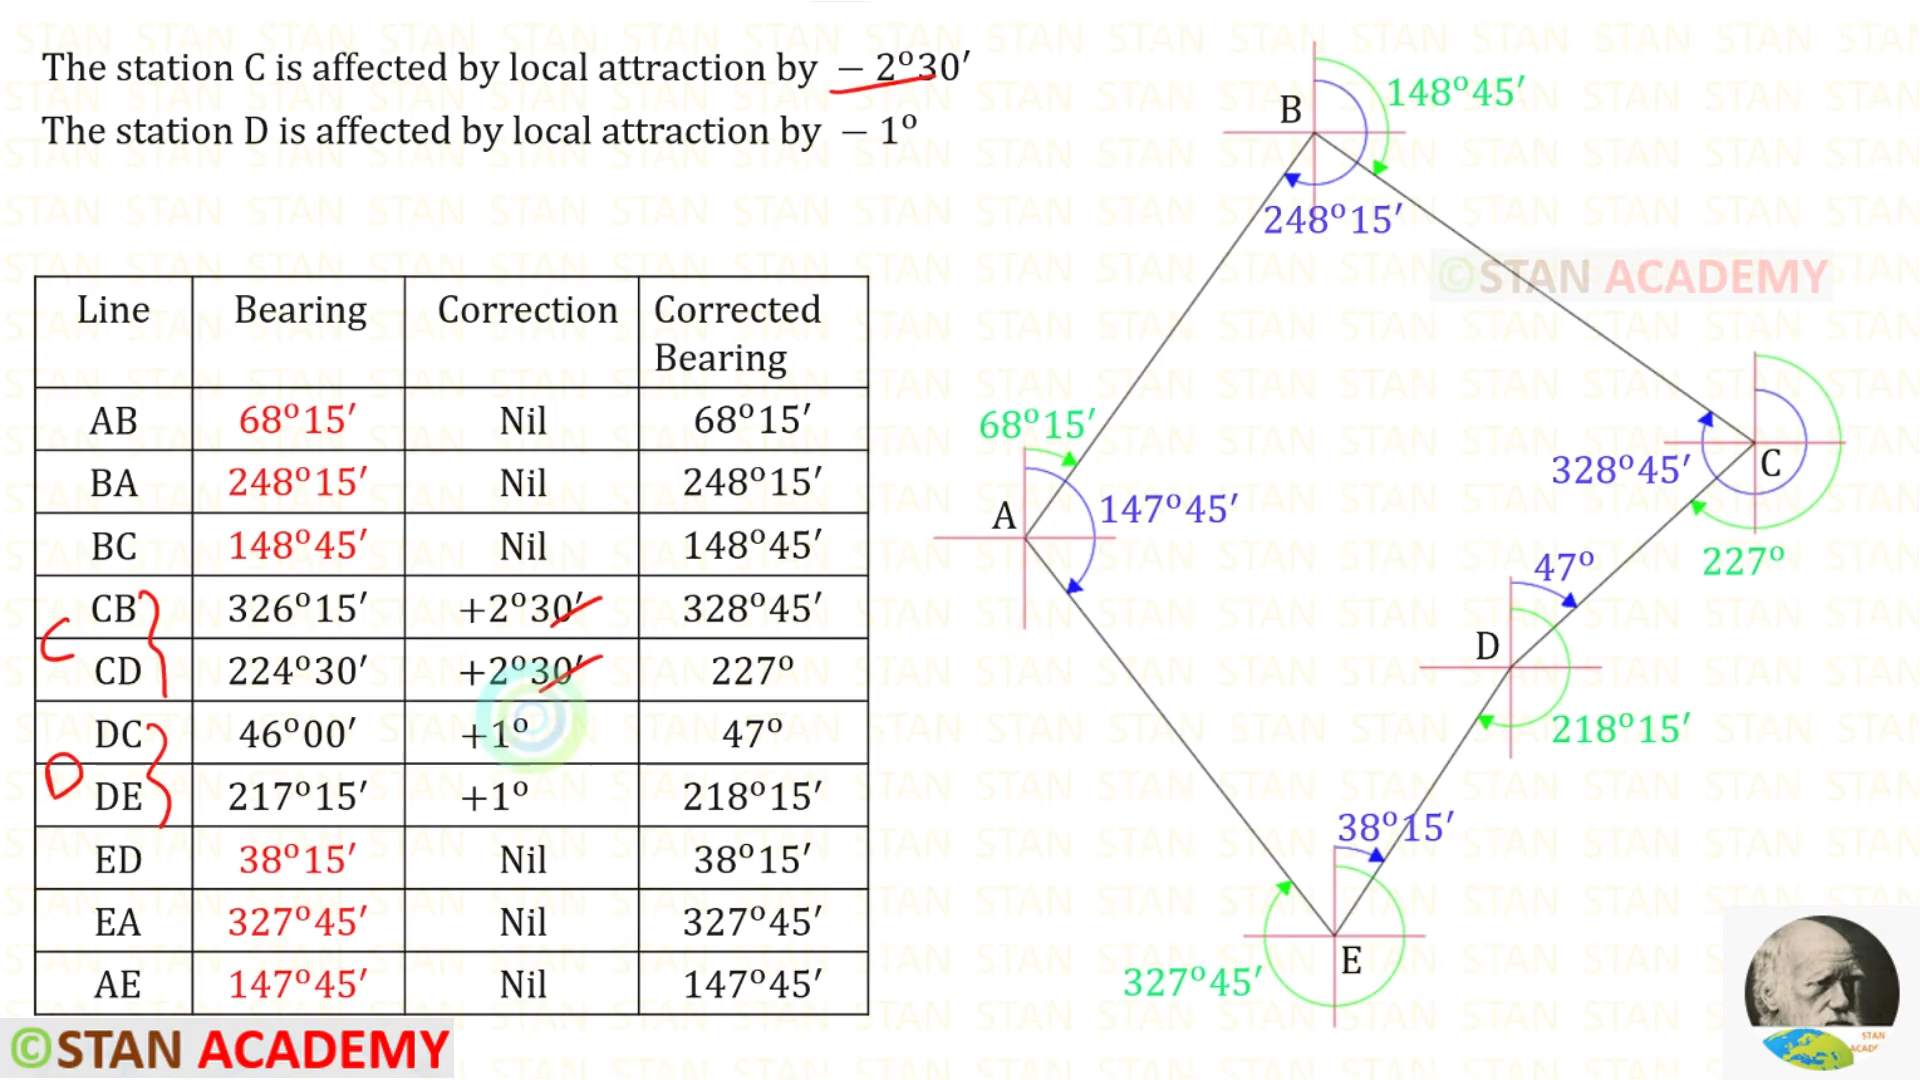 The station C is affected by local attraction by − 2°30′
The station D is affected by local attraction by − 1°
Line Bearing Correction Corrected Bearing
AB 68°15′ Nil 68°15′
BA 248°15′ Nil 248°15′
BC 148°45′ Nil 148°45′
CB 326°15′ +2°30′ 328°45′
C
CD 224°30′ +2°30′ 227°
DC 46°00′ +1° 47°
D
DE 217°15′ +1° 218°15′
ED 38°15′ Nil 38°15′
EA 327°45′ Nil 327°45′
AE 147°45′ Nil 147°45′
©STAN ACADEMY
B
148°45′
248°15′
©STAN ACADEMY
68°15′
A
147°45′
328°45′
C
227°
47°
D
218°15′
38°15′
E
327°45′
STAN